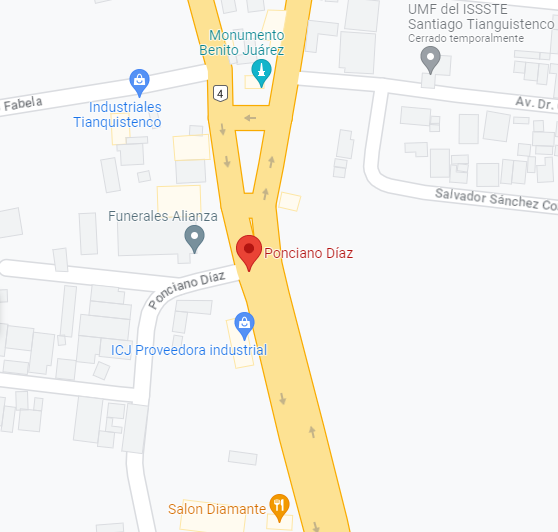 UMF del ISSSTE
Santiago Tianguistenco
Cerrado temporalmente
Monumento
Benito Juárez
4
Fabela
Industriales
Tianquistenco
Av. Dr.
Salvador Sánchez Co
Funerales Alianza
Ponciano Díaz
Ponciano Díaz
ICJ Proveedora industrial
Salon Diamante